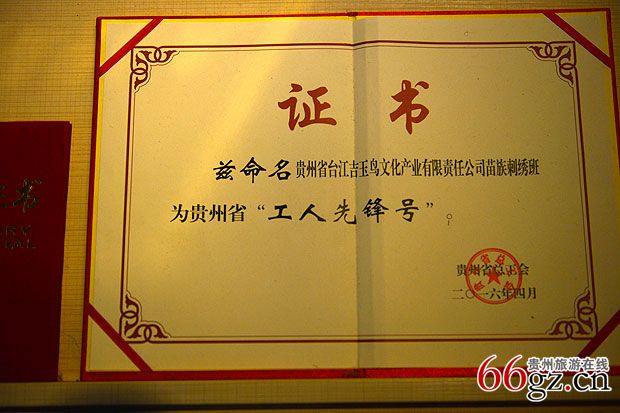 证书
兹命名贵州省台江吉玉鸟文化产业有限责任公司苗族刺绣班
为贵州省“工人先锋号”。
贵州省总工会
二〇一六年四月
证书
66gz.cn
贵州旅游在线